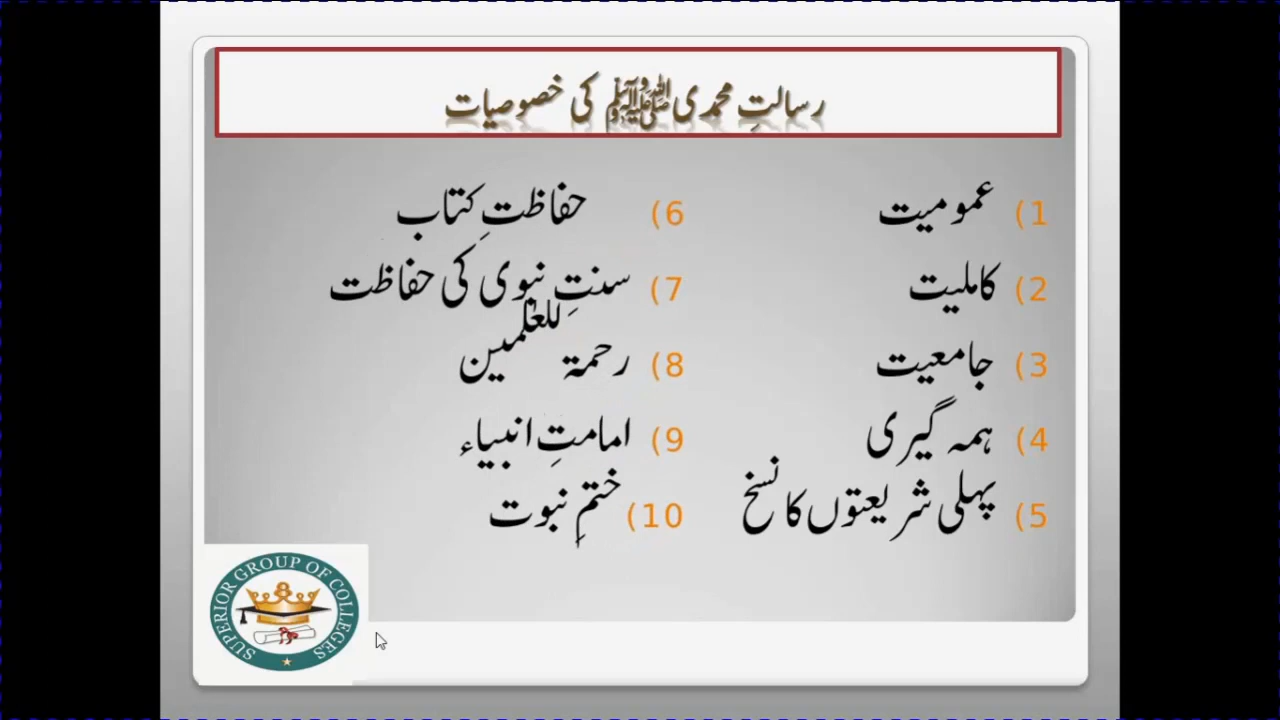 رسالتِ محمدی ﷺ کی خصوصیات
1) عمومیت
2) کاملیت
3) جامعیت
4) ہمہ گیری
5) پہلی شریعتوں کا نسخ
6) حفاظتِ کتاب
7) سنتِ نبوی کی حفاظت
8) رحمۃ للعٰلمین
9) امامتِ انبیاء
10) ختمِ نبوت
SUPERIOR GROUP OF COLLEGES
8